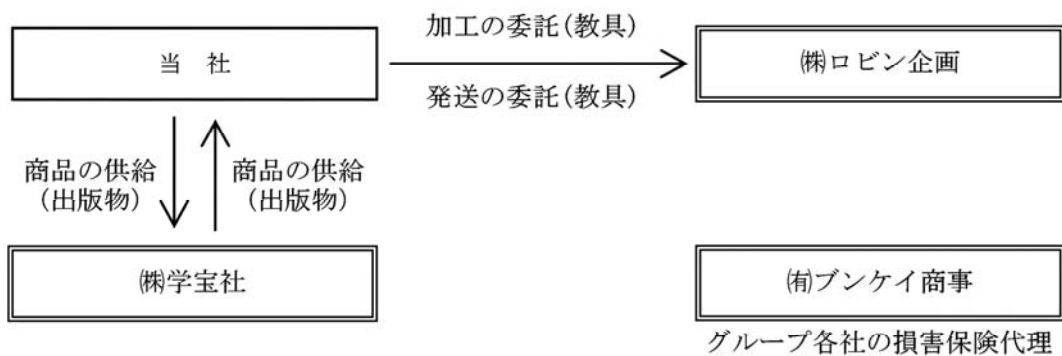 当　社
加工の委託(教具)
発送の委託(教具)
㈱ロビン企画
商品の供給
(出版物)
商品の供給
(出版物)
㈱学宝社
㈲ブンケイ商事
グループ各社の損害保険代理